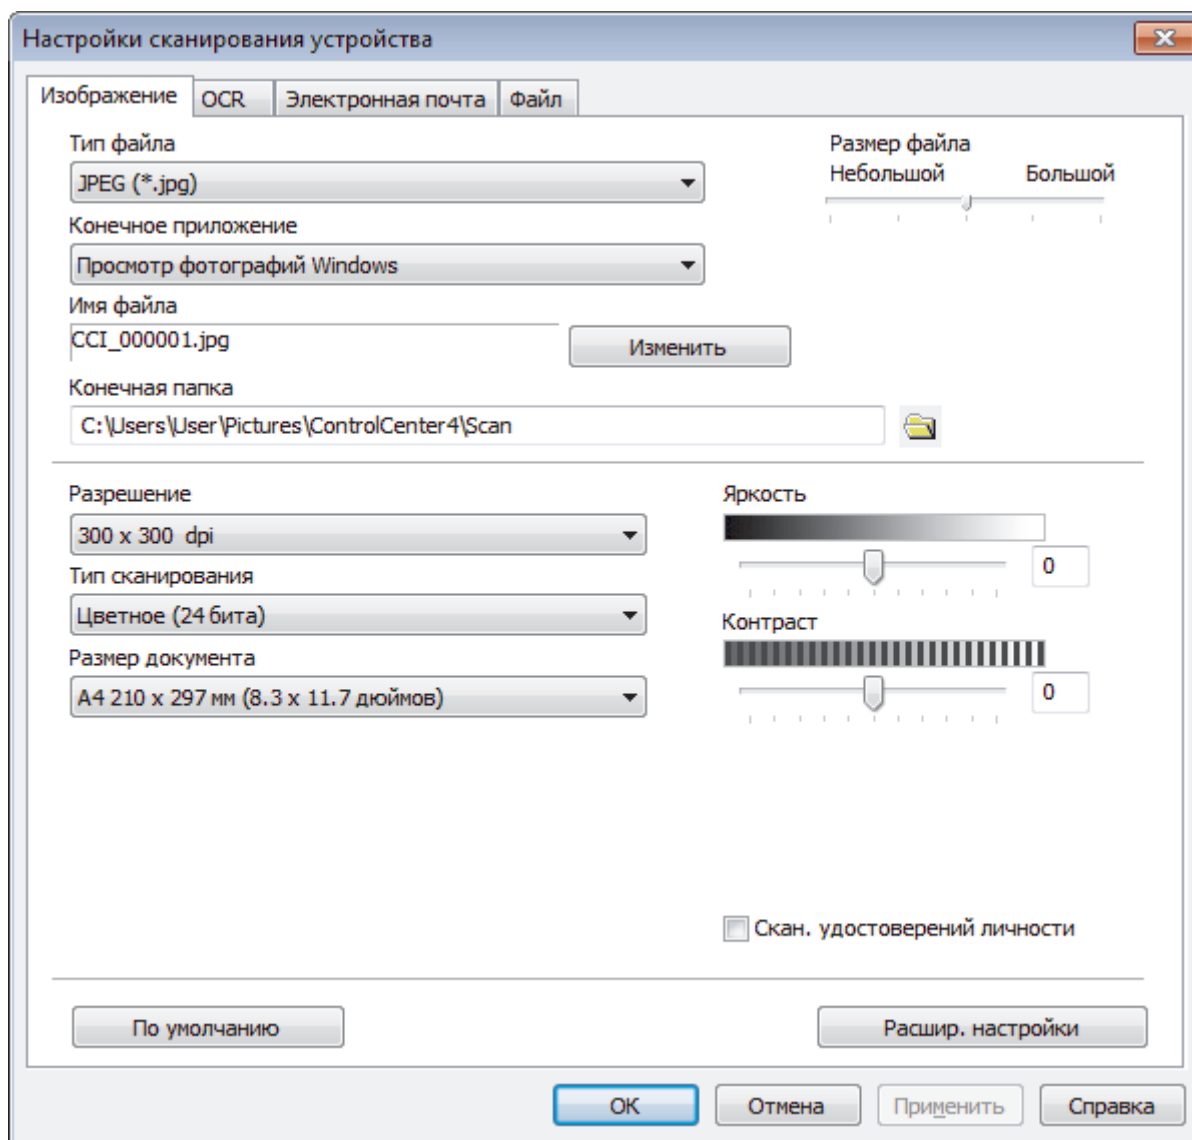 Настройки сканирования устройства
Изображение OCR Электронная почта Файл
Тип файла
JPEG (*.jpg)
Размер файла
Небольшой Большой
Конечное приложение
Просмотр фотографий Windows
Имя файла
CCI_000001.jpg
Изменить
Конечная папка
C:\Users\User\Pictures\ControlCenter4\Scan
Разрешение
300 x 300 dpi
Тип сканирования
Цветное (24 бита)
Размер документа
A4 210 x 297 мм (8.3 x 11.7 дюймов)
Яркость
0
Контраст
0
Скан. удостоверений личности
По умолчанию
Расшир. настройки
OK Отмена Применить Справка